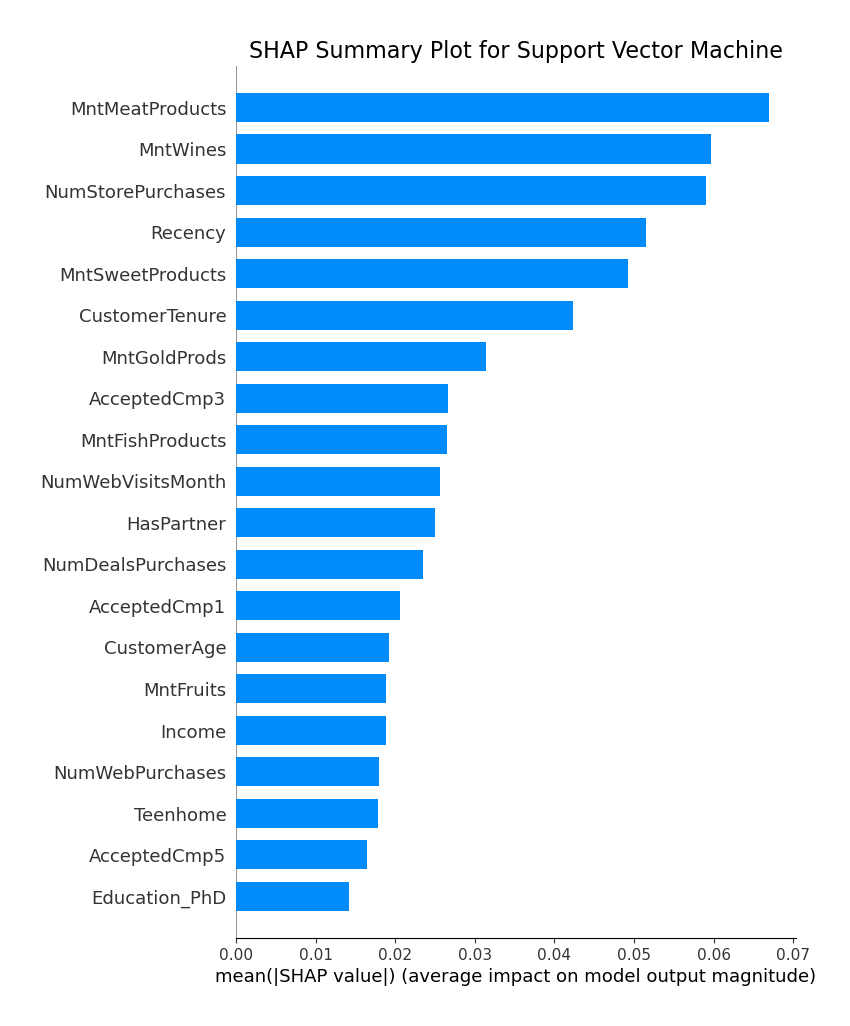 SHAP Summary Plot for Support Vector Machine
MntMeatProducts
MntWines
NumStorePurchases
Recency
MntSweetProducts
CustomerTenure
MntGoldProds
AcceptedCmp3
MntFishProducts
NumWebVisitsMonth
HasPartner
NumDealsPurchases
AcceptedCmp1
CustomerAge
MntFruits
Income
NumWebPurchases
Teenhome
AcceptedCmp5
Education_PhD
0.00 0.01 0.02 0.03 0.04 0.05 0.06 0.07
mean(|SHAP value|) (average impact on model output magnitude)